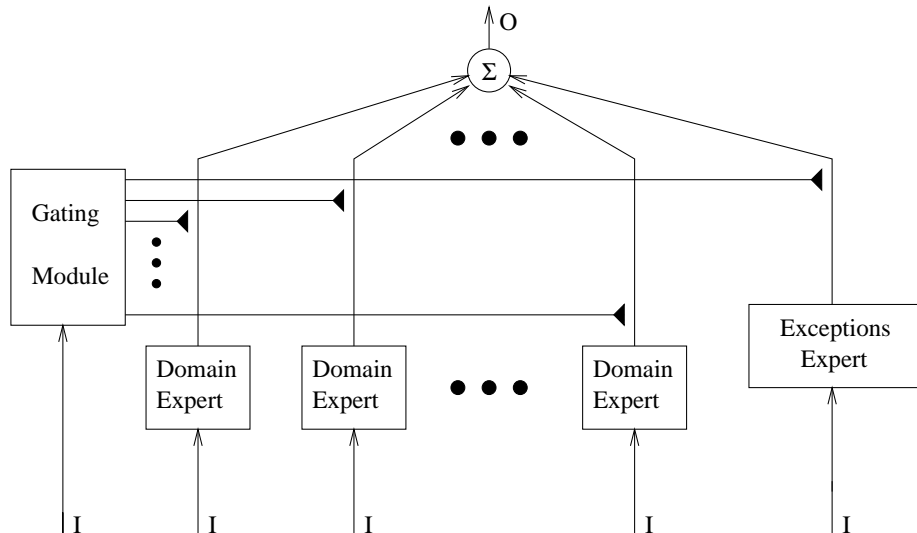 O
Σ
Gating
Module
Domain
Expert
Domain
Expert
Domain
Expert
Exceptions
Expert
I
I
I
I
I